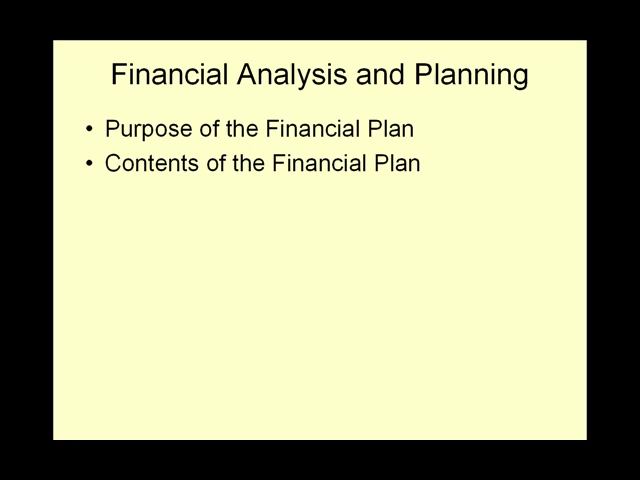 Financial Analysis and Planning
• Purpose of the Financial Plan
• Contents of the Financial Plan